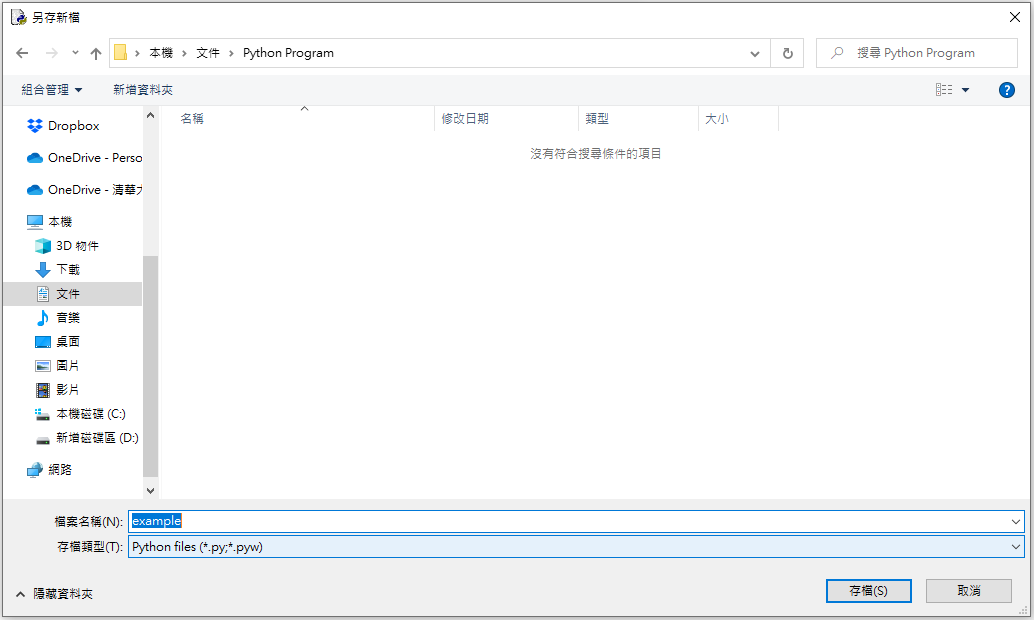 另存新檔
本機 › 文件 › Python Program
搜尋 Python Program
組合管理
新增資料夾
名稱
修改日期
類型
大小
沒有符合搜尋條件的項目
Dropbox
OneDrive - Perso
OneDrive - 清華
本機
3D 物件
下載
文件
音樂
桌面
圖片
影片
本機磁碟 (C:)
新增磁碟區 (D:)
網路
檔案名稱(N): example
存檔類型(T): Python files (*.py;*.pyw)
隱藏資料夾
存檔(S)
取消